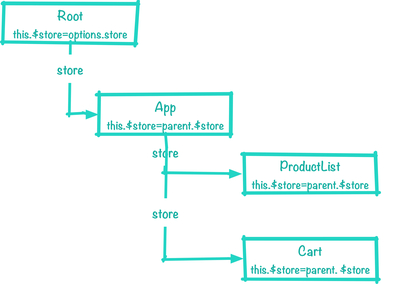 Root
this.$store=options.store
store
App
this.$store=parent.$store
store
ProductList
this.$store=parent.$store
store
Cart
this.$store=parent. $store